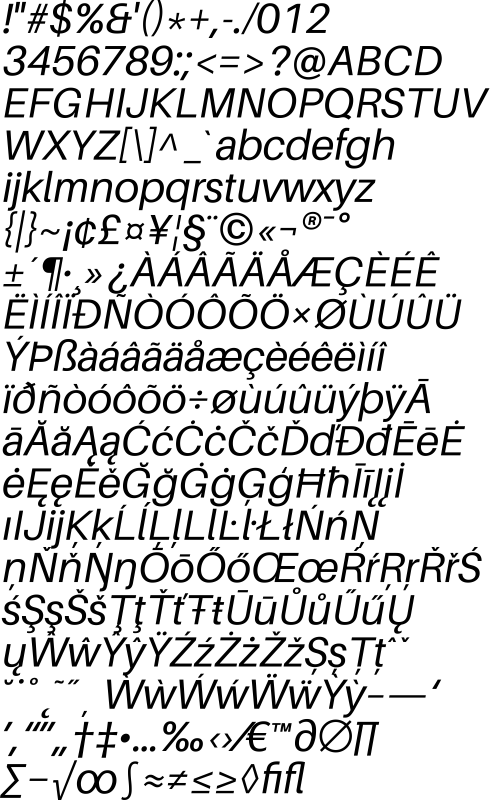 !"#$%&'()*+,-./012
3456789:;<=>?@ABCD
EFGHIJKLMNOPQRSTUV
WXYZ[\]^_`abcdefgh
ijklmnopqrstuvwxyz
{|}~¡¢£¤¥¦§¨©«¬®¯°
±´¶·¸»¿ÀÁÂÃÄÅÆÇÈÉÊ
ËÌÍÎÏÐÑÒÓÔÕÖ×ØÙÚÛÜ
ÝÞßàáâãäåæçèéêëìíî
ïðñòóôõö÷øùúûüýþÿĀ
āĂăĄąĆćĊċČčĎďĐđĒēĖ
ėĘęĚěĞğĠġĢģĦħĪīĮįİ
ıĲĳĶķĹĺĻļĽľĿŀŁłŃńŅ
ņŇňŊŋŌōŐőŒœŔŕŖŗŘřŚ
śŞşŠšŢţŤťŦŧŪūŮůŰűŲ
ųŴŵŶŷŸŹźŻżŽžȘșȚțˆˇ
˘˙˚˛˜˝ ̦ẀẁẂẃẄẅỲỳ–—‘
’‚“”„†‡•…‰‹›⁄€™∂∅∏
∑−√∞∫≈≠≤≥◊ﬁﬂ